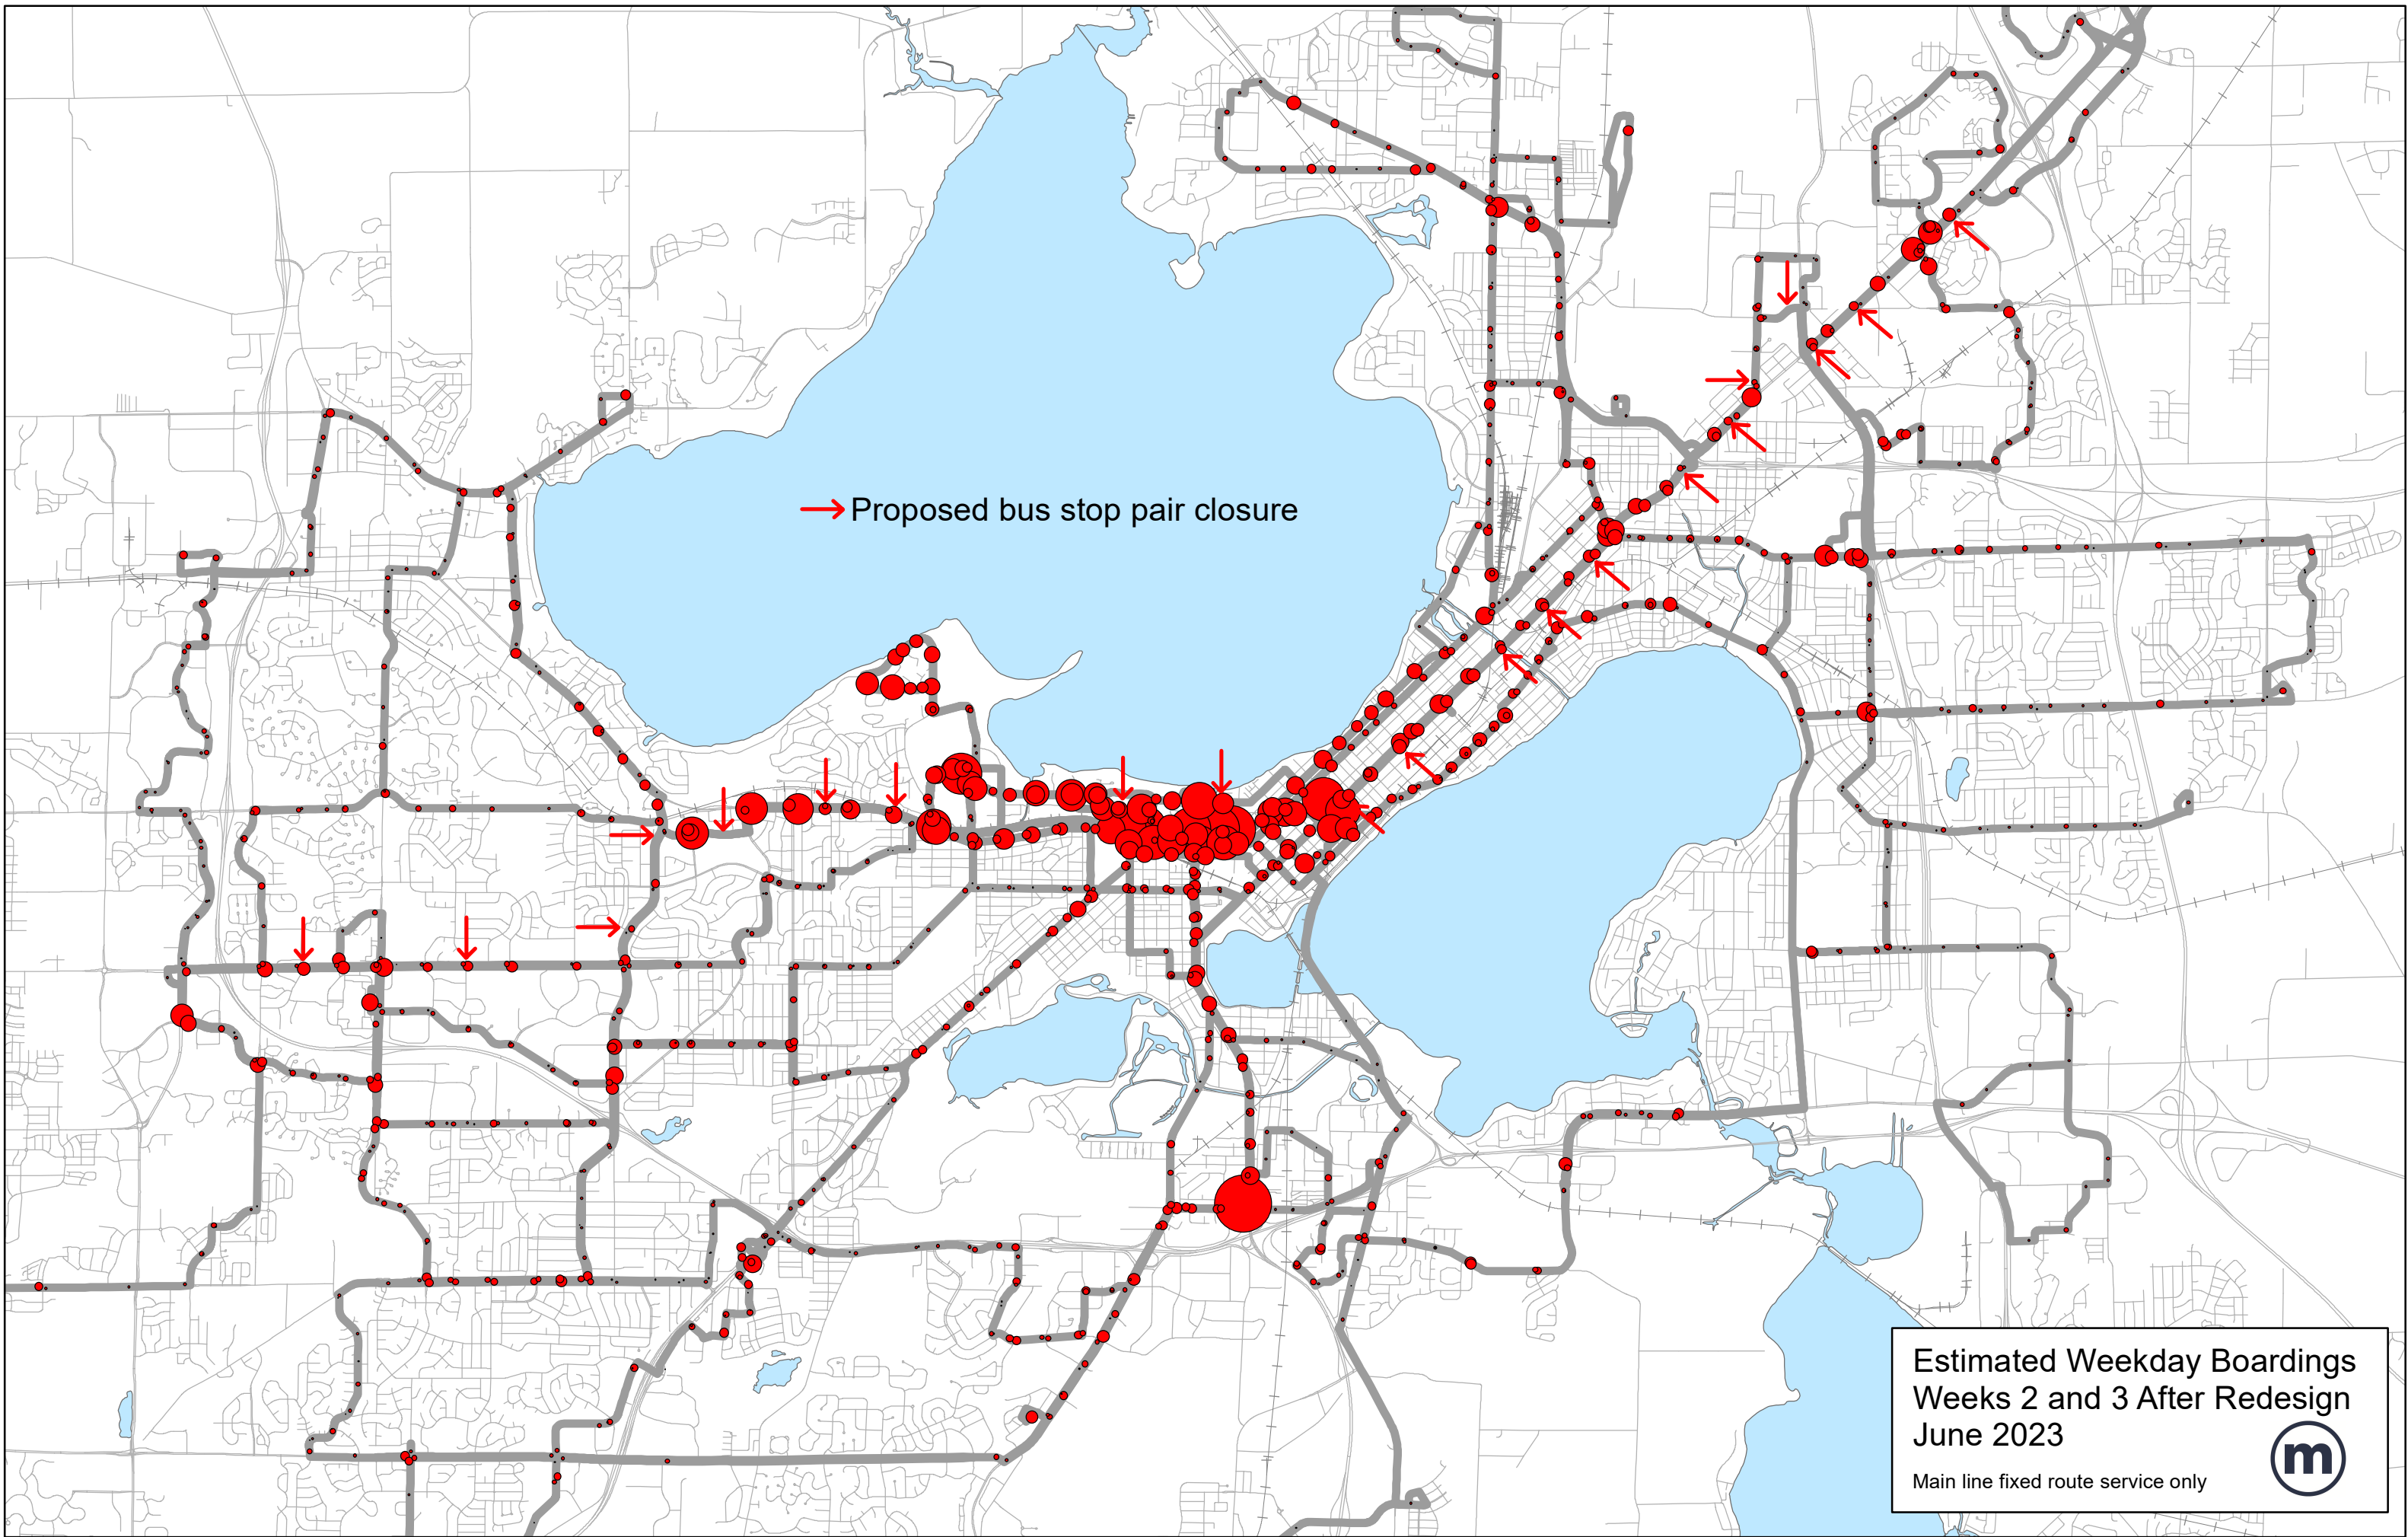 Proposed bus stop pair closure
Estimated Weekday Boardings
Weeks 2 and 3 After Redesign
June 2023
Main line fixed route service only
m